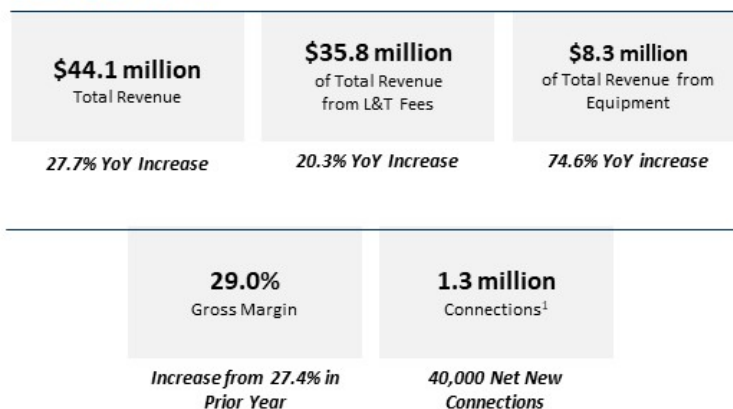 $44.1 million
Total Revenue
27.7% YoY Increase
$35.8 million
of Total Revenue
from L&T Fees
20.3% YoY Increase
$8.3 million
of Total Revenue from
Equipment
74.6% YoY increase
29.0%
Gross Margin
Increase from 27.4% in
Prior Year
1.3 million
Connections¹
40,000 Net New
Connections